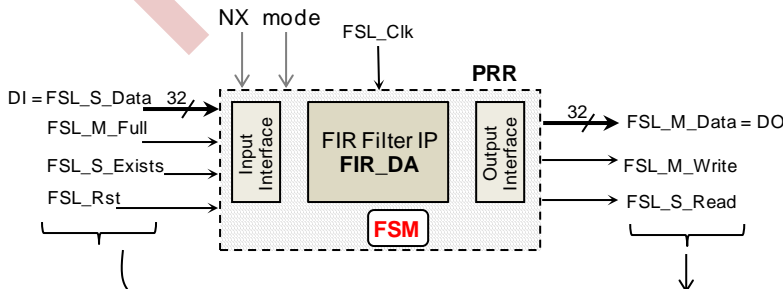 NX mode
FSL_Clk
PRR
DI = FSL_S_Data 32
FSL_M_Full
FSL_S_Exists
FSL_Rst
Input
Interface
FIR Filter IP
FIR_DA
Output
Interface
FSM
32 FSL_M_Data = DO
FSL_M_Write
FSL_S_Read